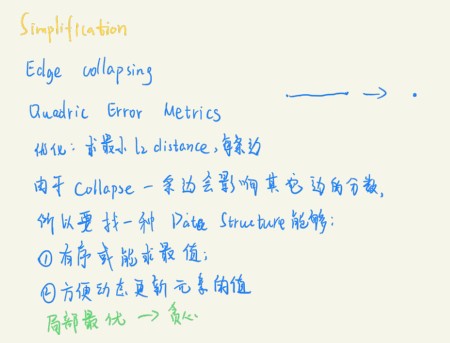 Simplification
Edge collapsing
Quadric Error Metrics
优化：求最小 L2 distance，每条边
由于 Collapse 一条边会影响其它边的分数，
所以要找一种 Data Structure 能够：
① 有序或能求最值；
② 方便动态更新元素的值
局部最优 → 贪心